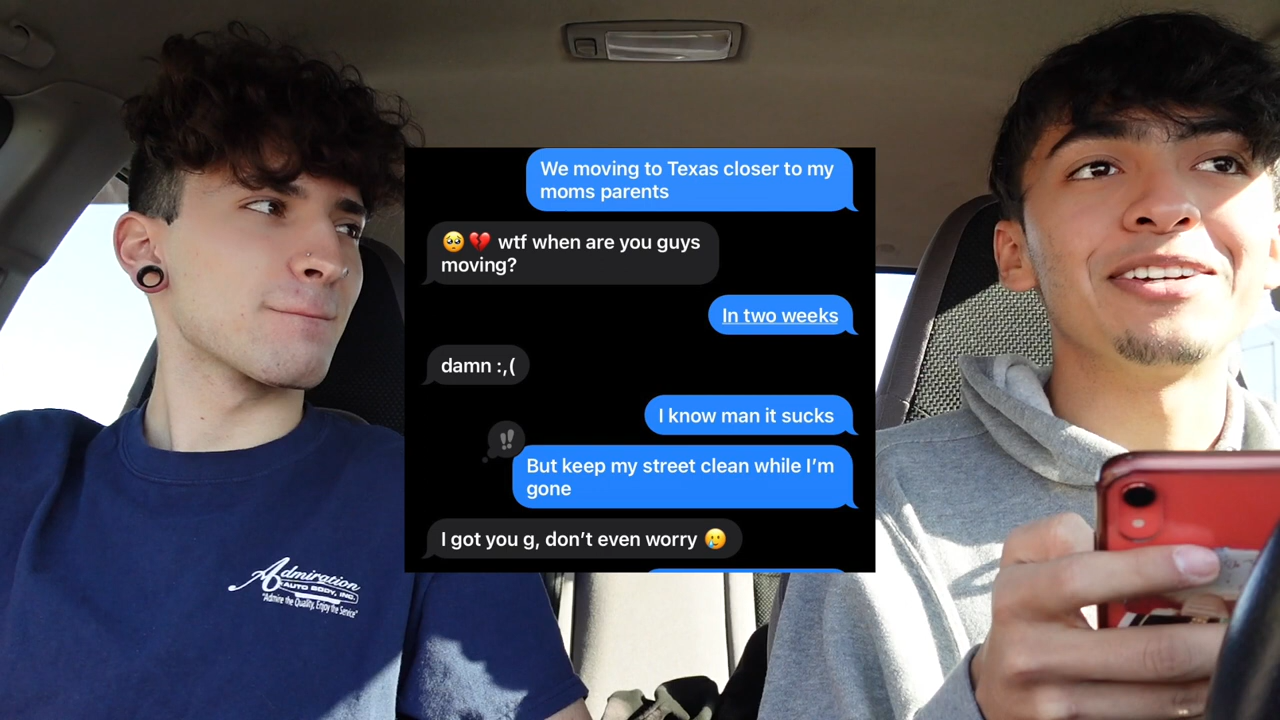 We moving to Texas closer to my
moms parents
🥺💔 wtf when are you guys
moving?
In two weeks
damn :,(
I know man it sucks
But keep my street clean while I’m
gone
I got you g, don’t even worry 🥲
Admiration
AUTO BODY, INC.
"Admire the Quality, Enjoy the Service"